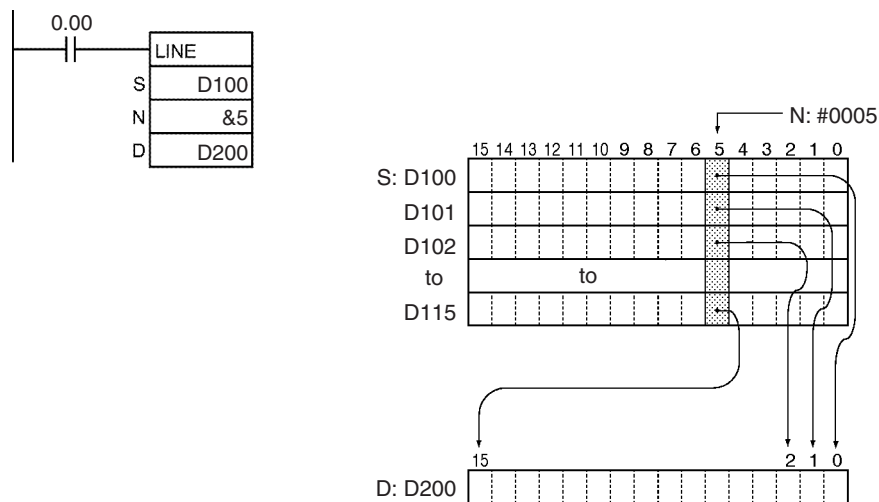 0.00
LINE
S D100
N &5
D D200
N: #0005
15 14 13 12 11 10 9 8 7 6 5 4 3 2 1 0
S: D100
D101
D102
to to
D115
15 2 1 0
D: D200